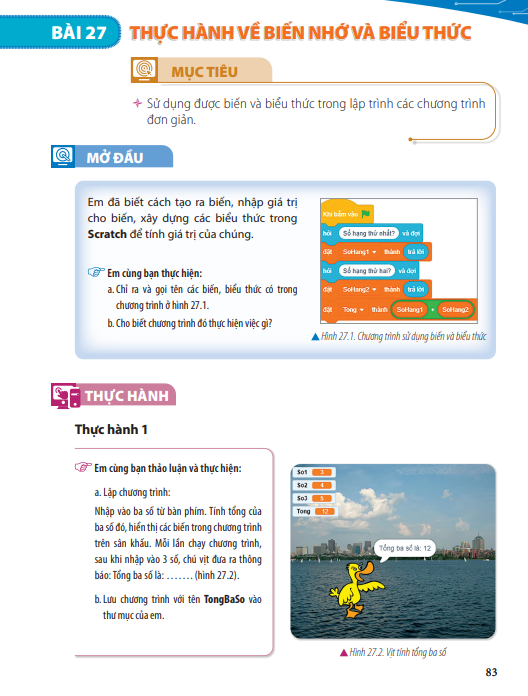 BÀI 27
THỰC HÀNH VỀ BIẾN NHỚ VÀ BIỂU THỨC
MỤC TIÊU
Sử dụng được biến và biểu thức trong lập trình các chương trình
đơn giản.
MỞ ĐẦU
Em đã biết cách tạo ra biến, nhập giá trị
cho biến, xây dựng các biểu thức trong
Scratch để tính giá trị của chúng.
Em cùng bạn thực hiện:
a. Chỉ ra và gọi tên các biến, biểu thức có trong
chương trình ở hình 27.1.
b. Cho biết chương trình đó thực hiện việc gì?
Khi bấm vào
hỏi Số hạng thứ nhất? và đợi
đặt SoHang1 thành trả lời
hỏi Số hạng thứ hai? và đợi
đặt SoHang2 thành trả lời
đặt Tong thành SoHang1 + SoHang2
▲ Hình 27.1. Chương trình sử dụng biến và biểu thức
THỰC HÀNH
Thực hành 1
Em cùng bạn thảo luận và thực hiện:
a. Lập chương trình:
Nhập vào ba số từ bàn phím. Tính tổng của
ba số đó, hiển thị các biến trong chương trình
trên sân khấu. Mỗi lần chạy chương trình,
sau khi nhập vào 3 số, chú vịt đưa ra thông
báo: Tổng ba số là: ....... (hình 27.2).
b. Lưu chương trình với tên TongBaSo vào
thư mục của em.
So1 3
So2 4
So3 5
Tong 12
Tổng ba số là: 12
▲ Hình 27.2. Vịt tính tổng ba số
83